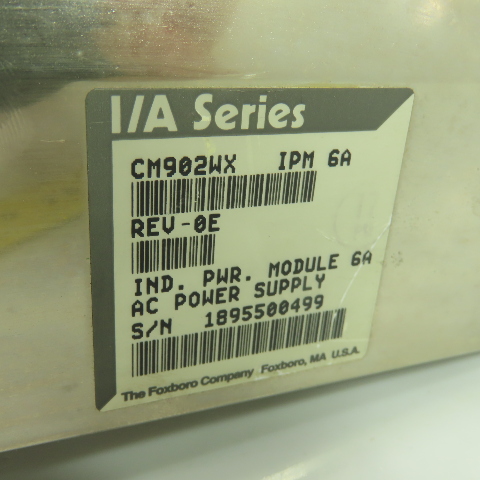 I/A Series
CM902WX IPM 6A
REV-0E
IND. PWR. MODULE 6A
AC POWER SUPPLY
S/N 1895500499
The Foxboro Company Foxboro, MA U.S.A.